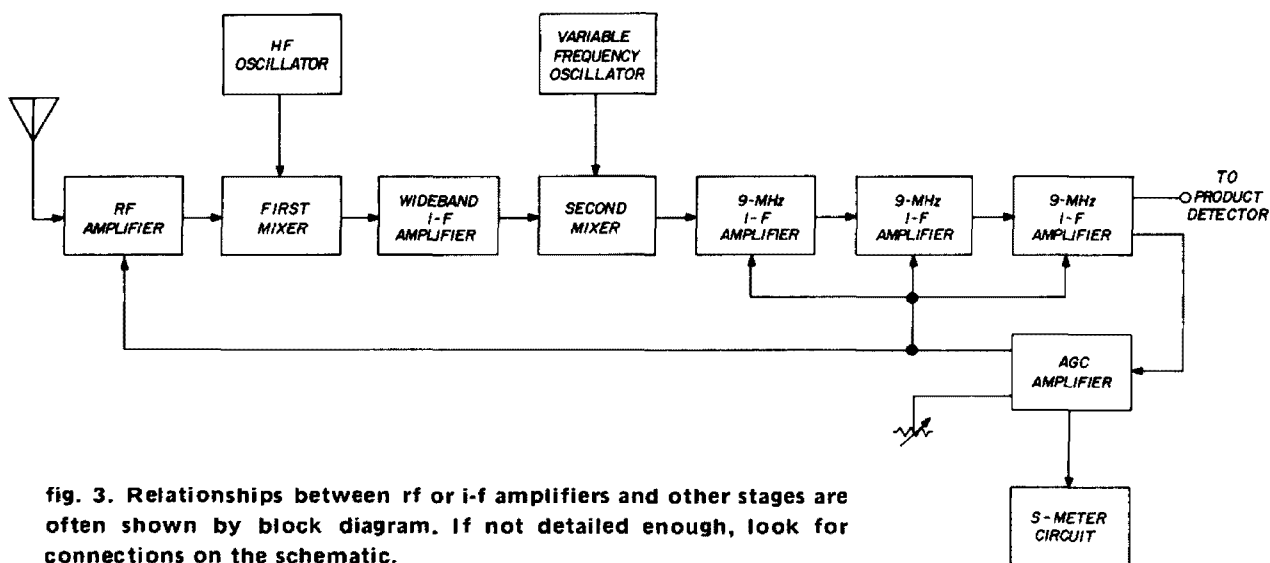 HF
OSCILLATOR
VARIABLE
FREQUENCY
OSCILLATOR
RF
AMPLIFIER
FIRST
MIXER
WIDEBAND
I-F
AMPLIFIER
SECOND
MIXER
9-MHz
I-F
AMPLIFIER
9-MHz
I-F
AMPLIFIER
9-MHz
I-F
AMPLIFIER
TO
PRODUCT
DETECTOR
AGC
AMPLIFIER
S-METER
CIRCUIT
fig. 3. Relationships between rf or i-f amplifiers and other stages are
often shown by block diagram. If not detailed enough, look for
connections on the schematic.